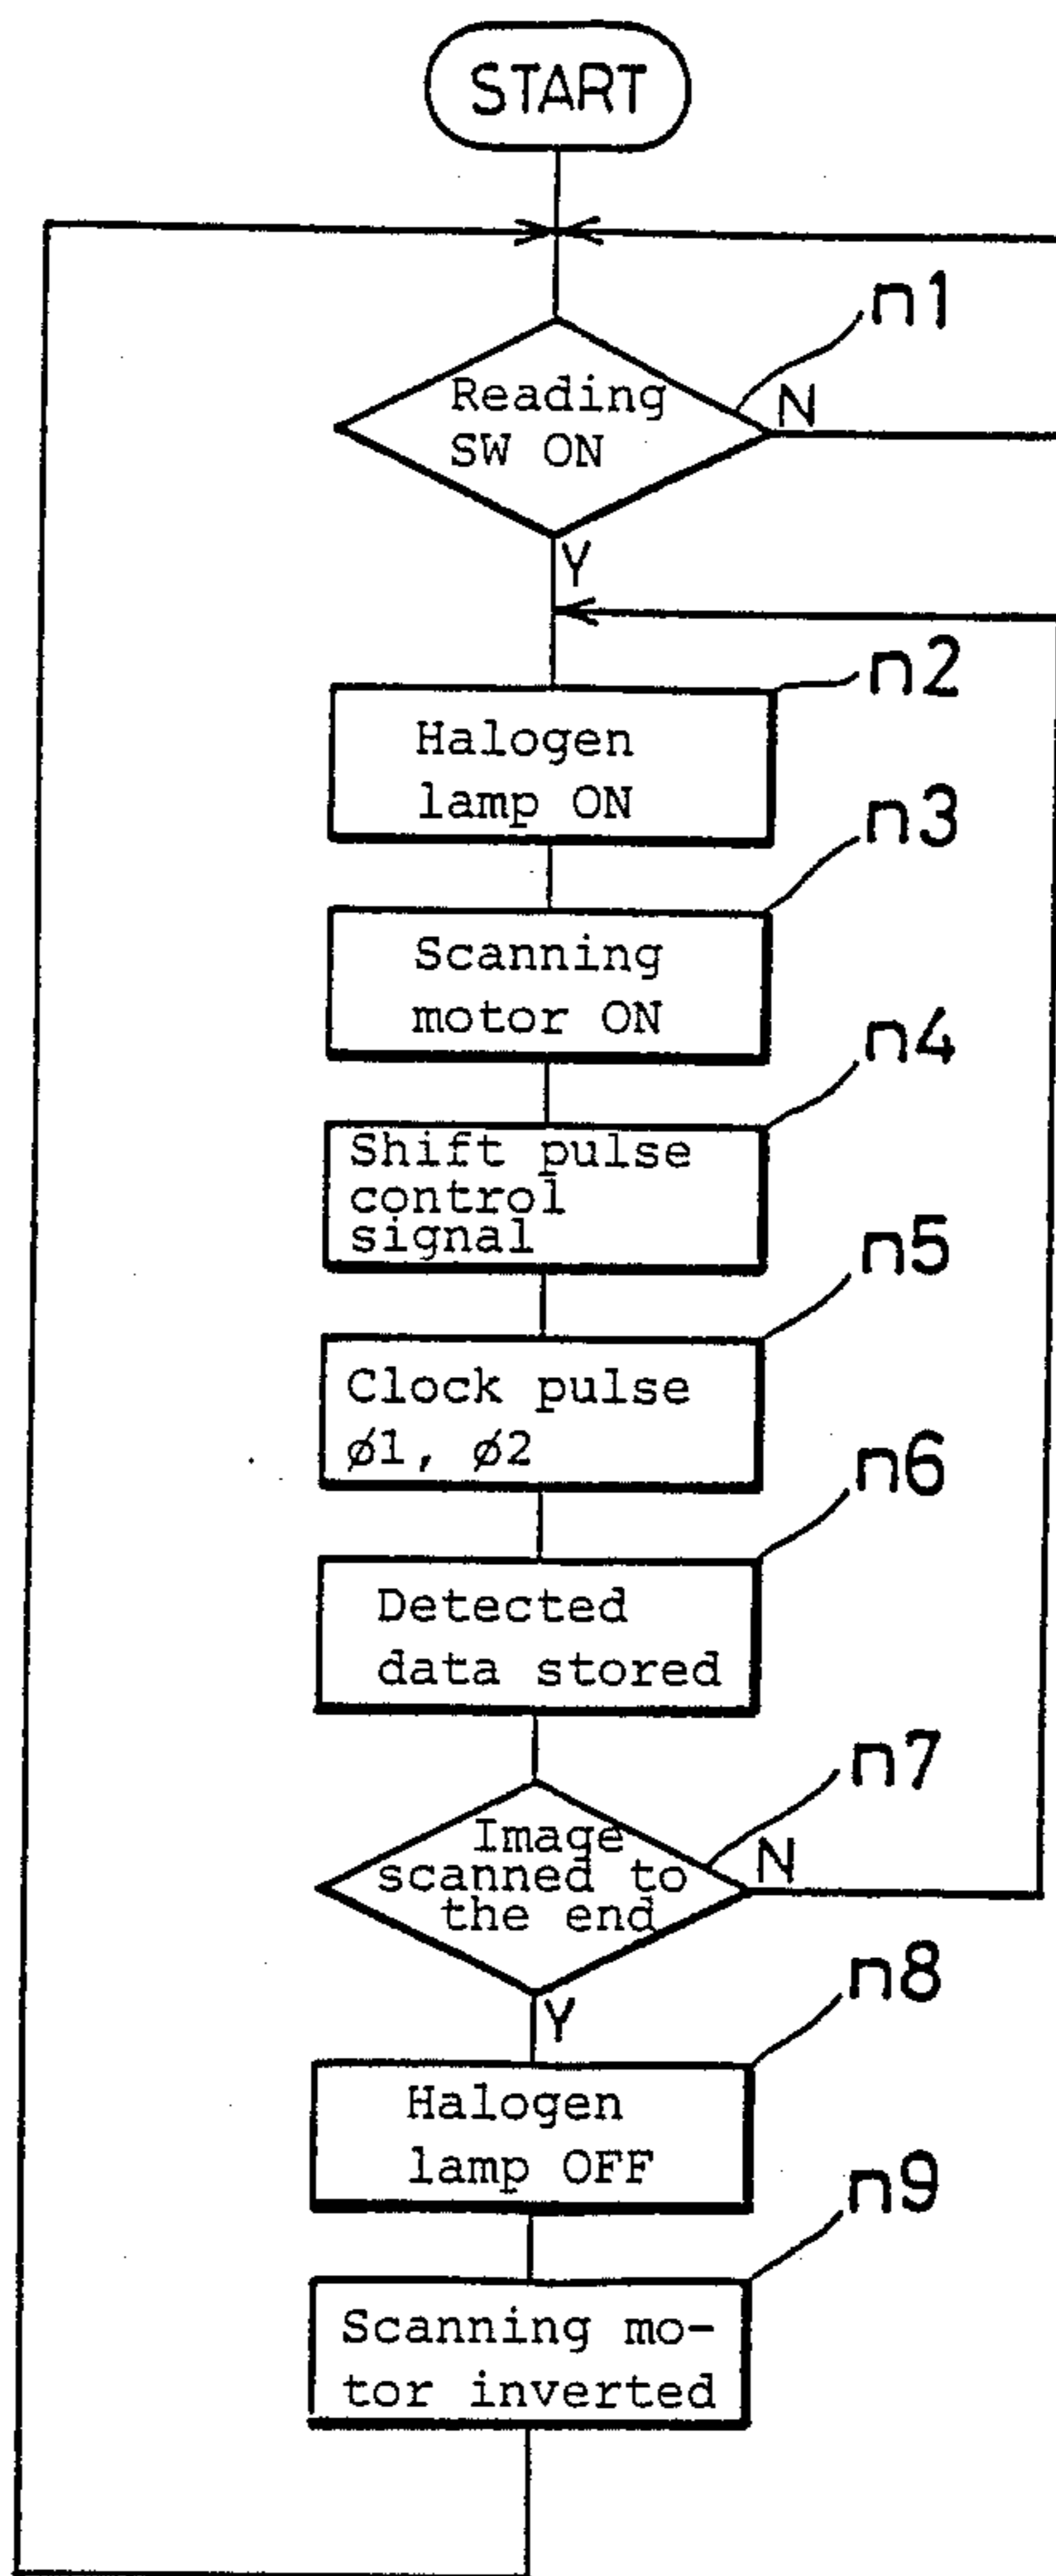 START
n1
Reading
SW ON
N
Y
n2
Halogen
lamp ON
n3
Scanning
motor ON
n4
Shift pulse
control
signal
n5
Clock pulse
ø1, ø2
n6
Detected
data stored
n7
Image
scanned to
the end
N
Y
n8
Halogen
lamp OFF
n9
Scanning mo-
tor inverted